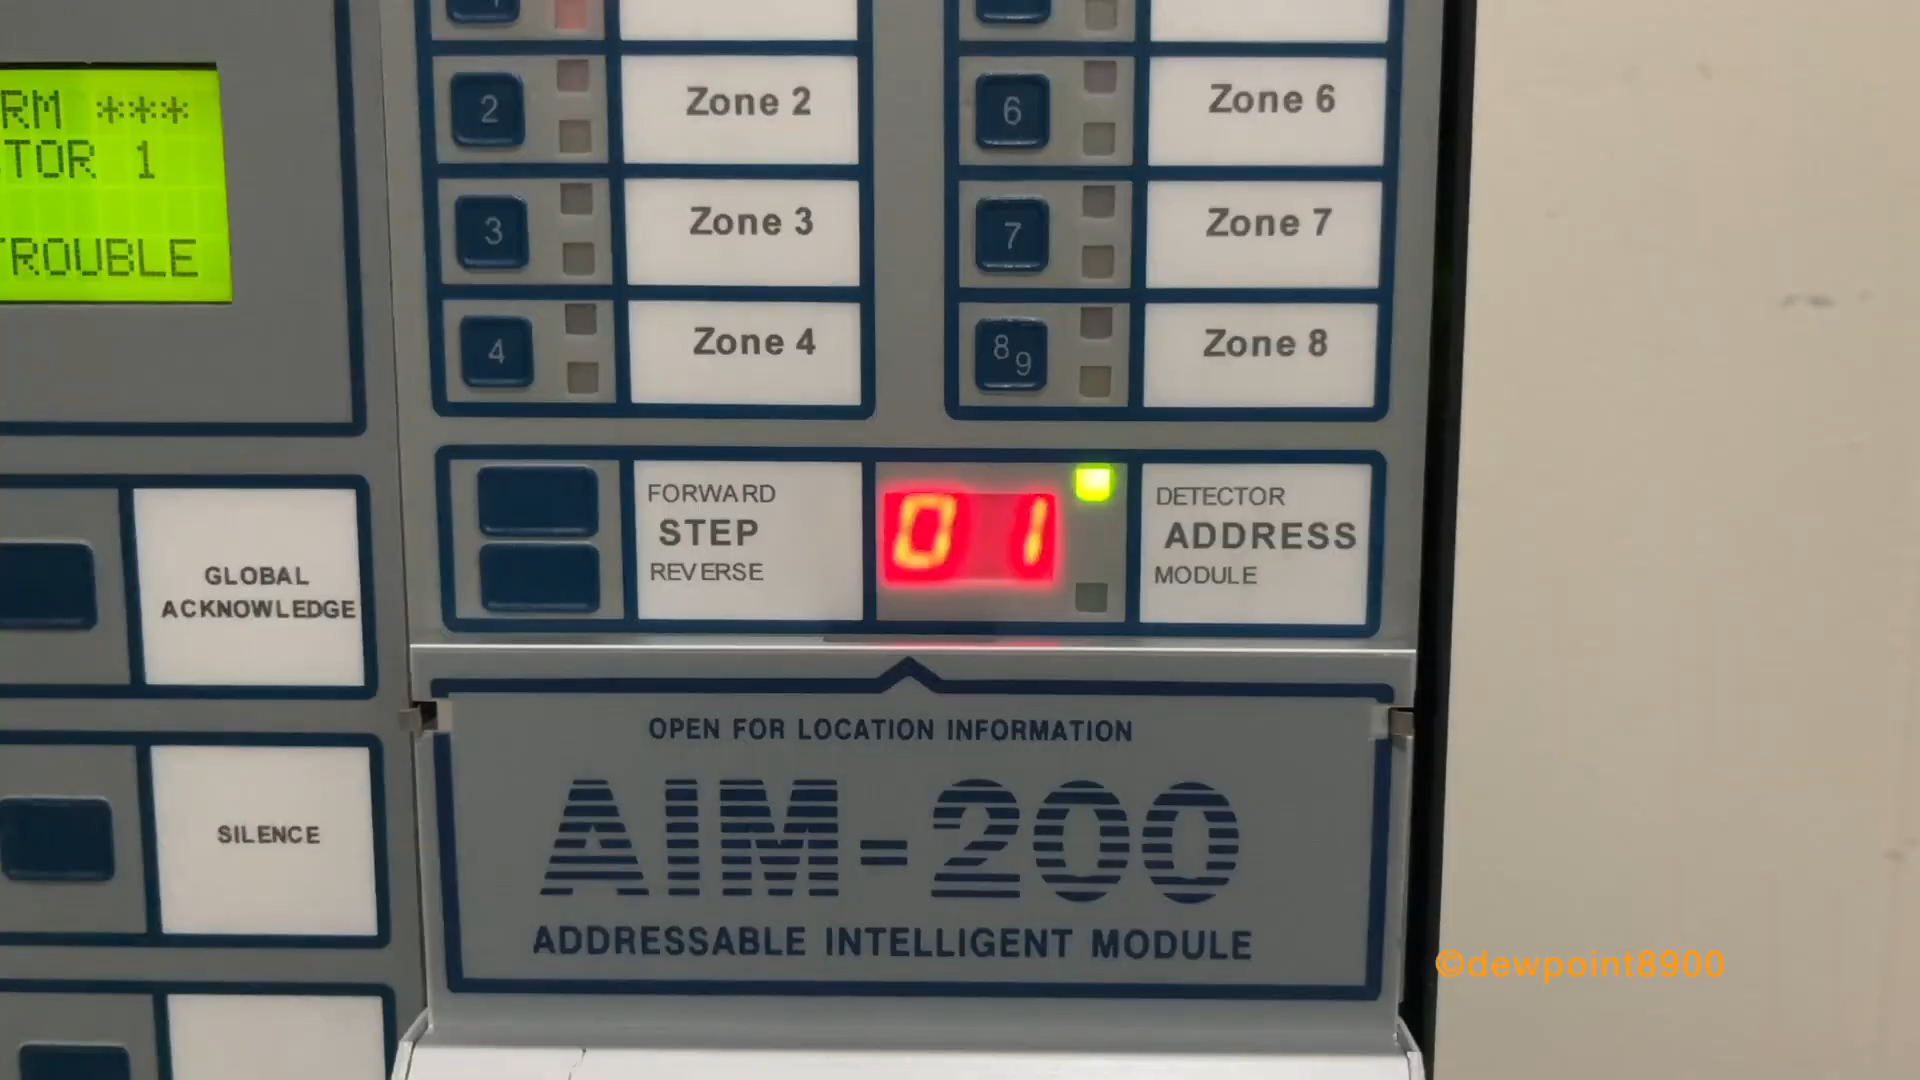 RM ***
TOR 1
ROUBLE
2
Zone 2
3
Zone 3
4
Zone 4
6
Zone 6
7
Zone 7
8 9
Zone 8
FORWARD
STEP
REVERSE
01
DETECTOR
ADDRESS
MODULE
GLOBAL
ACKNOWLEDGE
SILENCE
OPEN FOR LOCATION INFORMATION
AIM-200
ADDRESSABLE INTELLIGENT MODULE
©dewpoint8900